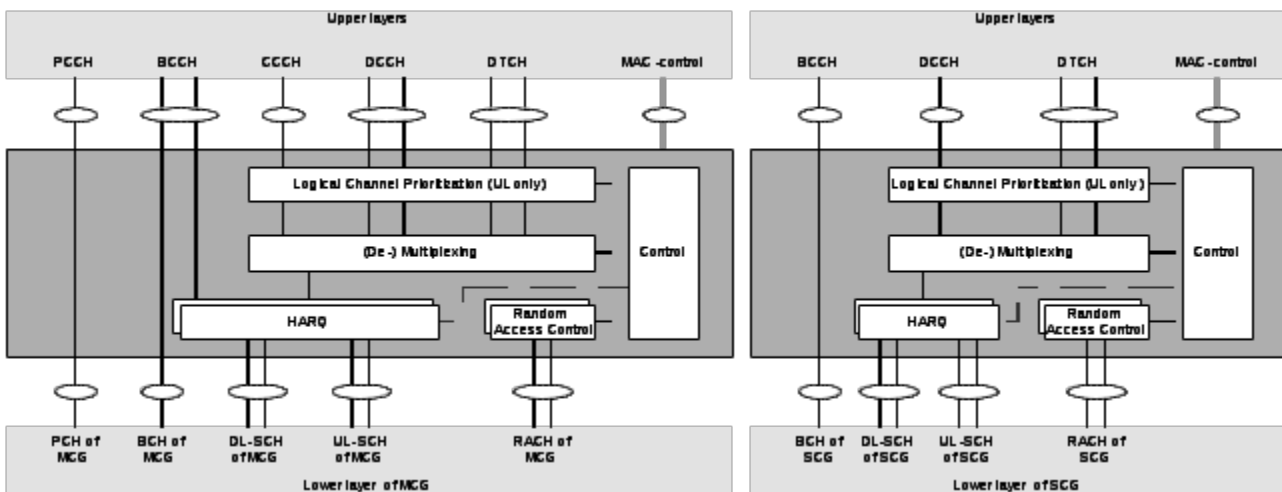 Upper layers
PCCH BCCH CCCH DCCH DTCH MAC-control
Logical Channel Prioritization (UL only)
(De-) Multiplexing
Control
HARQ
Random
Access Control
PCH of
MCG
BCH of
MCG
DL-SCH
of MCG
UL-SCH
of MCG
RACH of
MCG
Lower layer of MCG
Upper layers
BCCH DCCH DTCH MAC-control
Logical Channel Prioritization (UL only)
(De-) Multiplexing
Control
HARQ
Random
Access Control
BCH of
SCG
DL-SCH
of SCG
UL-SCH
of SCG
RACH of
SCG
Lower layer of SCG